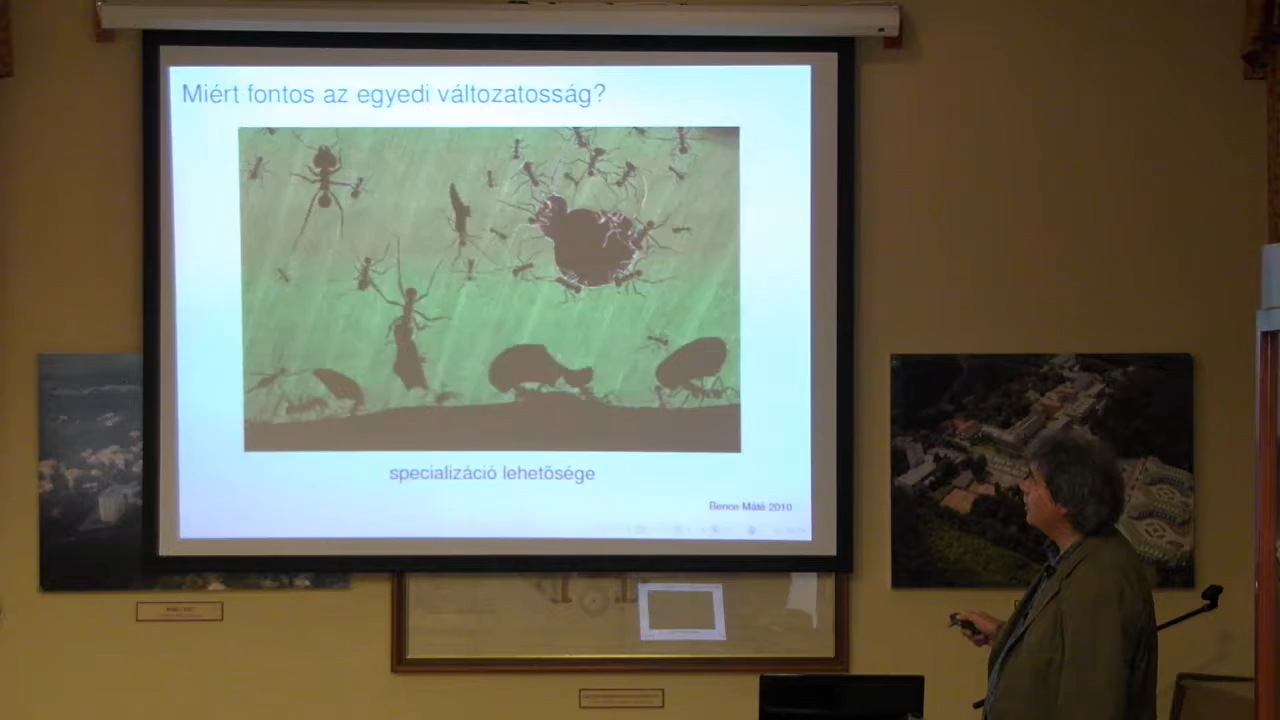 Miért fontos az egyedi változatosság?
specializáció lehetősége
Bence Máté 2010